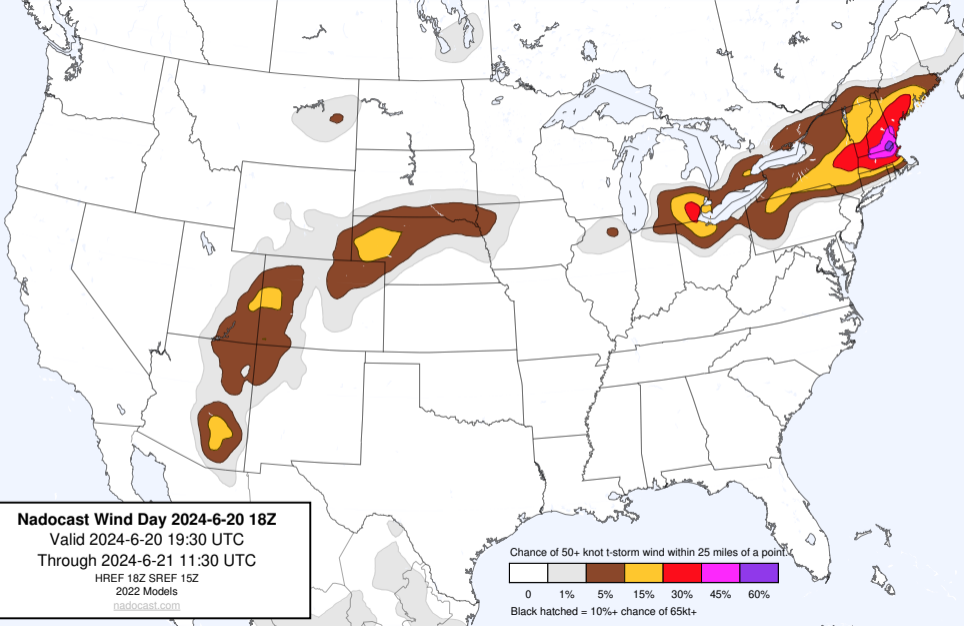 Nadocast Wind Day 2024-6-20 18Z
Valid 2024-6-20 19:30 UTC
Through 2024-6-21 11:30 UTC
HREF 18Z SREF 15Z
2022 Models
nadocast.com
Chance of 50+ knot t-storm wind within 25 miles of a point.
0 1% 5% 15% 30% 45% 60%
Black hatched = 10%+ chance of 65kt+